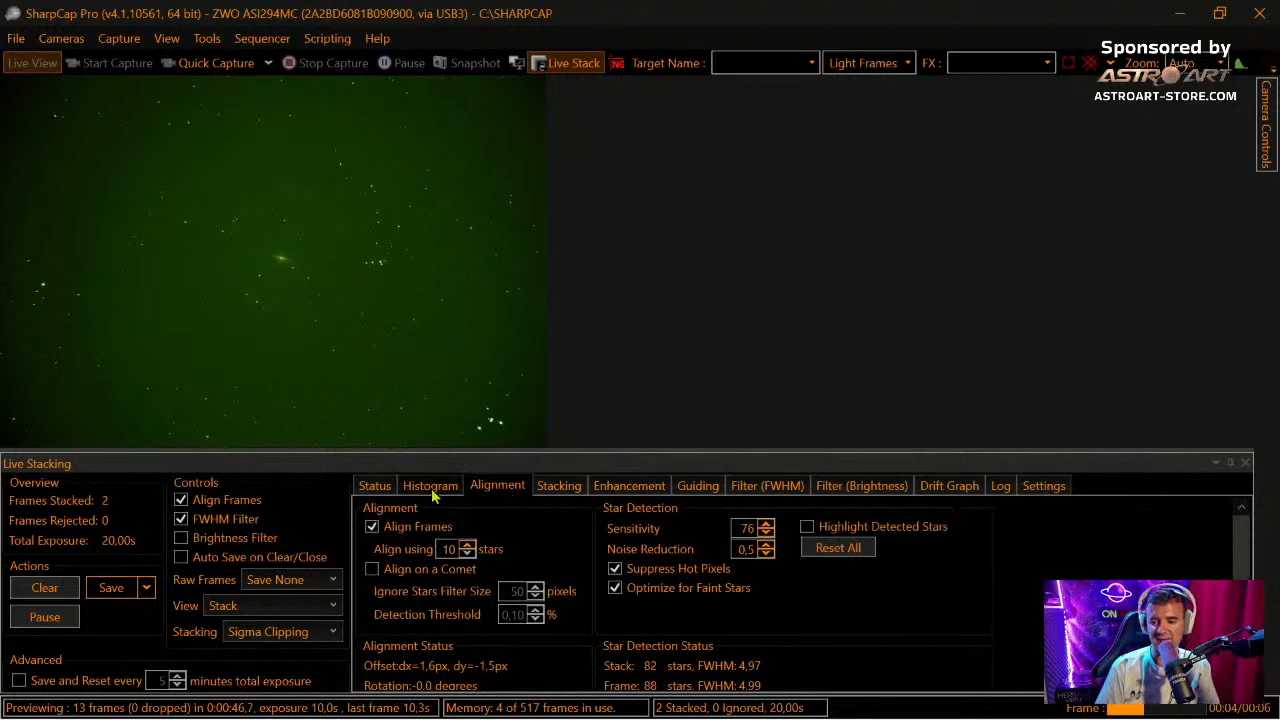 SharpCap Pro (v4.1.10561, 64 bit) - ZWO ASI294MC (2A2BD6081B090900, via USB3) - C:\SHARPCAP
File Cameras Capture View Tools Sequencer Scripting Help
Sponsored by
ASTROART
ASTROART-STORE.COM
Live View Start Capture Quick Capture Stop Capture Pause Snapshot Live Stack Target Name : Light Frames FX : Zoom: Auto
Camera Controls
Live Stacking
Overview
Frames Stacked: 2
Frames Rejected: 0
Total Exposure: 20,00s
Actions
Clear Save
Pause
Advanced
Save and Reset every 5 minutes total exposure
Controls
Align Frames
FWHM Filter
Brightness Filter
Auto Save on Clear/Close
Raw Frames Save None
View Stack
Stacking Sigma Clipping
Status Histogram Alignment Stacking Enhancement Guiding Filter (FWHM) Filter (Brightness) Drift Graph Log Settings
Alignment
Align Frames
Align using 10 stars
Align on a Comet
Ignore Stars Filter Size 50 pixels
Detection Threshold 0,10 %
Alignment Status
Offset:dx=1,6px, dy=-1,5px
Rotation:-0.0 degrees
Star Detection
Sensitivity 76 Highlight Detected Stars
Noise Reduction 0,5 Reset All
Suppress Hot Pixels
Optimize for Faint Stars
Star Detection Status
Stack: 82 stars, FWHM: 4,97
Frame: 88 stars, FWHM: 4.99
ON
Previewing : 13 frames (0 dropped) in 0:00:46,7, exposure 10,0s , last frame 10,3s Memory: 4 of 517 frames in use. 2 Stacked, 0 Ignored, 20,00s Frame : 00:04/00:06